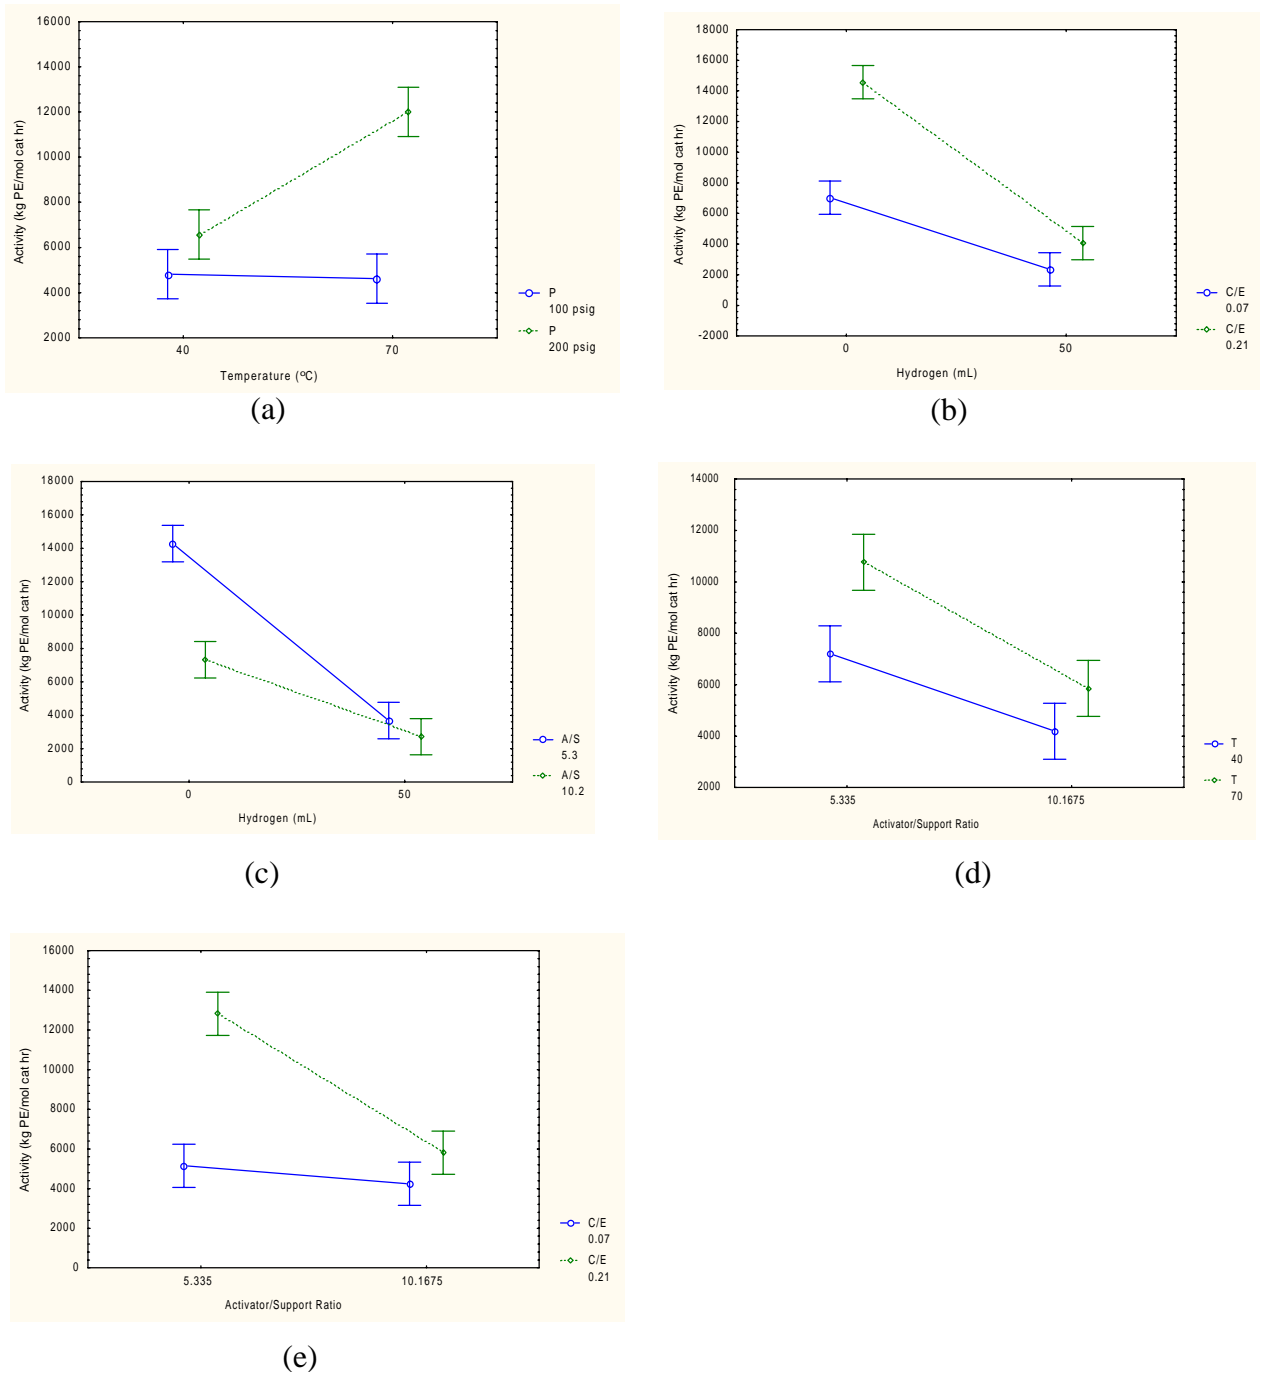 16000
14000
12000
10000
8000
6000
4000
2000
Activity (kg PE/mol cat hr)
40
70
Temperature (ºC)
P
100 psig
P
200 psig
(a)
18000
16000
14000
12000
10000
8000
6000
4000
2000
0
-2000
Activity (kg PE/mol cat hr)
0
50
Hydrogen (mL)
C/E
0.07
C/E
0.21
(b)
18000
16000
14000
12000
10000
8000
6000
4000
2000
0
Activity (kg PE/mol cat hr)
0
50
Hydrogen (mL)
A/S
5.3
A/S
10.2
(c)
14000
12000
10000
8000
6000
4000
2000
Activity (kg PE/mol cat hr)
5.335
10.1675
Activator/Support Ratio
T
40
T
70
(d)
16000
14000
12000
10000
8000
6000
4000
2000
0
Activity (kg PE/mol cat hr)
5.335
10.1675
Activator/Support Ratio
C/E
0.07
C/E
0.21
(e)